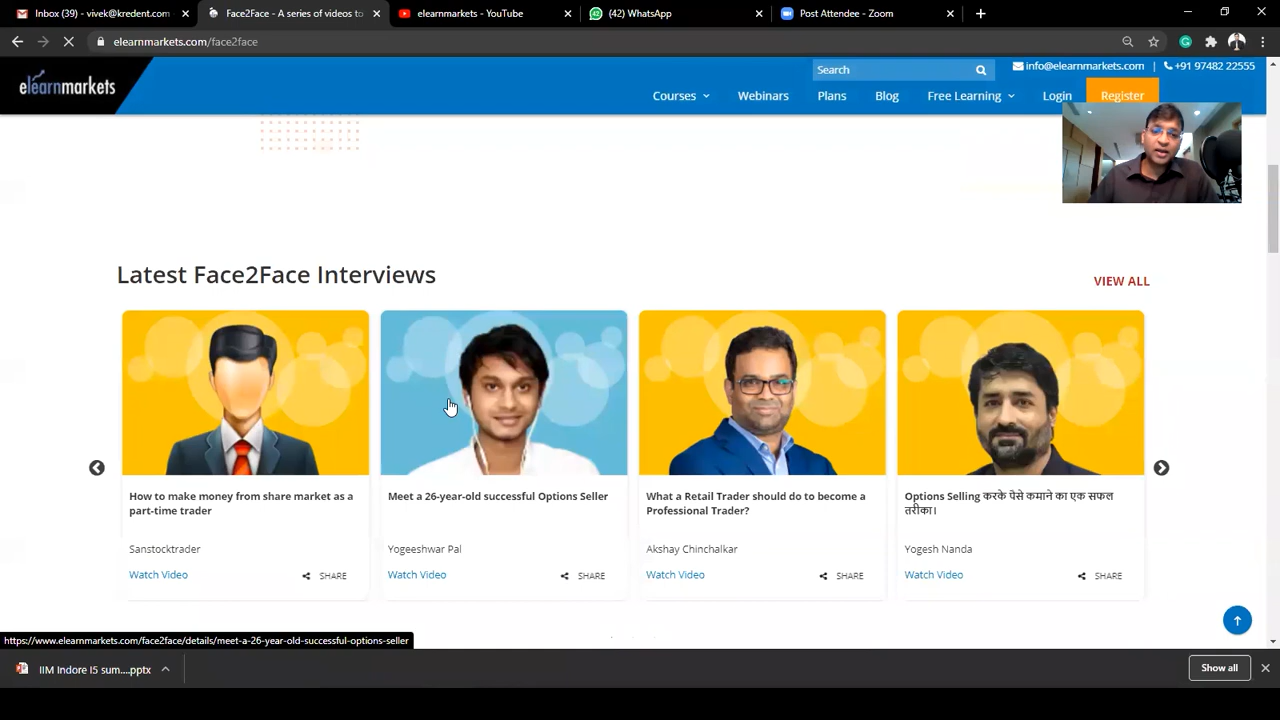 Inbox (39) - vivek@kredent.com
Face2Face - A series of videos to
elearnmarkets - YouTube
(42) WhatsApp
Post Attendee - Zoom
elearnmarkets.com/face2face
elearnmarkets
Search
info@elearnmarkets.com | +91 97482 22555
Courses
Webinars
Plans
Blog
Free Learning
Login
Register
Latest Face2Face Interviews
VIEW ALL
How to make money from share market as a
part-time trader
Sanstocktrader
Watch Video
SHARE
Meet a 26-year-old successful Options Seller
Yogeeshwar Pal
Watch Video
SHARE
What a Retail Trader should do to become a
Professional Trader?
Akshay Chinchalkar
Watch Video
SHARE
Options Selling करके पैसे कमाने का एक सफल
तरीका।
Yogesh Nanda
Watch Video
SHARE
https://www.elearnmarkets.com/face2face/details/meet-a-26-year-old-successful-options-seller
IIM Indore I5 sum....pptx
Show all